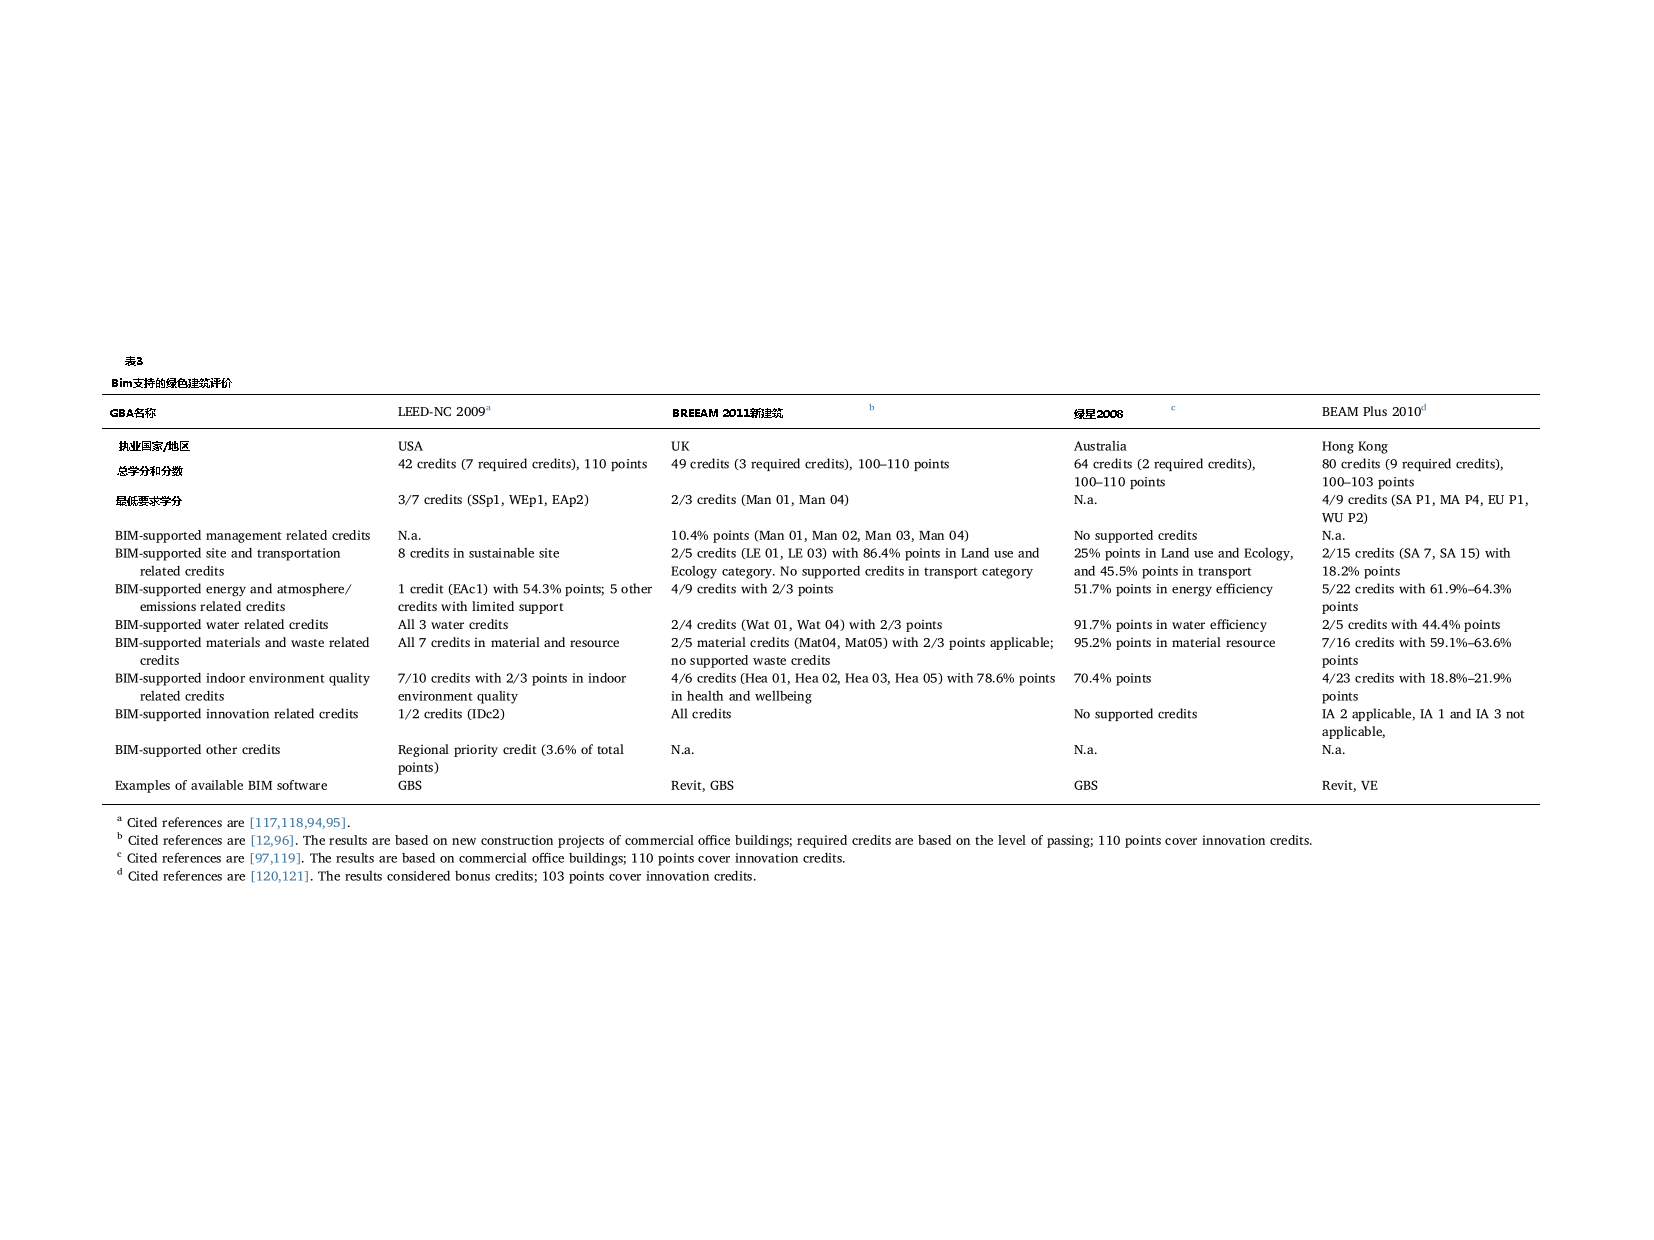 表3
Bim支持的绿色建筑评价
GBA名称 LEED-NC 2009a BREEAM 2011新建筑 b 绿星2008 c BEAM Plus 2010d
执业国家/地区 USA UK Australia Hong Kong
总学分和分数 42 credits (7 required credits), 110 points 49 credits (3 required credits), 100–110 points 64 credits (2 required credits), 80 credits (9 required credits),
100–110 points 100–103 points
最低要求学分 3/7 credits (SSp1, WEp1, EAp2) 2/3 credits (Man 01, Man 04) N.a. 4/9 credits (SA P1, MA P4, EU P1,
WU P2)
BIM-supported management related credits N.a. 10.4% points (Man 01, Man 02, Man 03, Man 04) No supported credits N.a.
BIM-supported site and transportation 8 credits in sustainable site 2/5 credits (LE 01, LE 03) with 86.4% points in Land use and 25% points in Land use and Ecology, 2/15 credits (SA 7, SA 15) with
related credits Ecology category. No supported credits in transport category and 45.5% points in transport 18.2% points
BIM-supported energy and atmosphere/ 1 credit (EAc1) with 54.3% points; 5 other 4/9 credits with 2/3 points 51.7% points in energy efficiency 5/22 credits with 61.9%–64.3%
emissions related credits credits with limited support points
BIM-supported water related credits All 3 water credits 2/4 credits (Wat 01, Wat 04) with 2/3 points 91.7% points in water efficiency 2/5 credits with 44.4% points
BIM-supported materials and waste related All 7 credits in material and resource 2/5 material credits (Mat04, Mat05) with 2/3 points applicable; 95.2% points in material resource 7/16 credits with 59.1%–63.6%
credits no supported waste credits points
BIM-supported indoor environment quality 7/10 credits with 2/3 points in indoor 4/6 credits (Hea 01, Hea 02, Hea 03, Hea 05) with 78.6% points 70.4% points 4/23 credits with 18.8%–21.9%
related credits environment quality in health and wellbeing points
BIM-supported innovation related credits 1/2 credits (IDc2) All credits No supported credits IA 2 applicable, IA 1 and IA 3 not
applicable,
BIM-supported other credits Regional priority credit (3.6% of total N.a. N.a. N.a.
points)
Examples of available BIM software GBS Revit, GBS GBS Revit, VE
a Cited references are [117,118,94,95].
b Cited references are [12,96]. The results are based on new construction projects of commercial office buildings; required credits are based on the level of passing; 110 points cover innovation credits.
c Cited references are [97,119]. The results are based on commercial office buildings; 110 points cover innovation credits.
d Cited references are [120,121]. The results considered bonus credits; 103 points cover innovation credits.